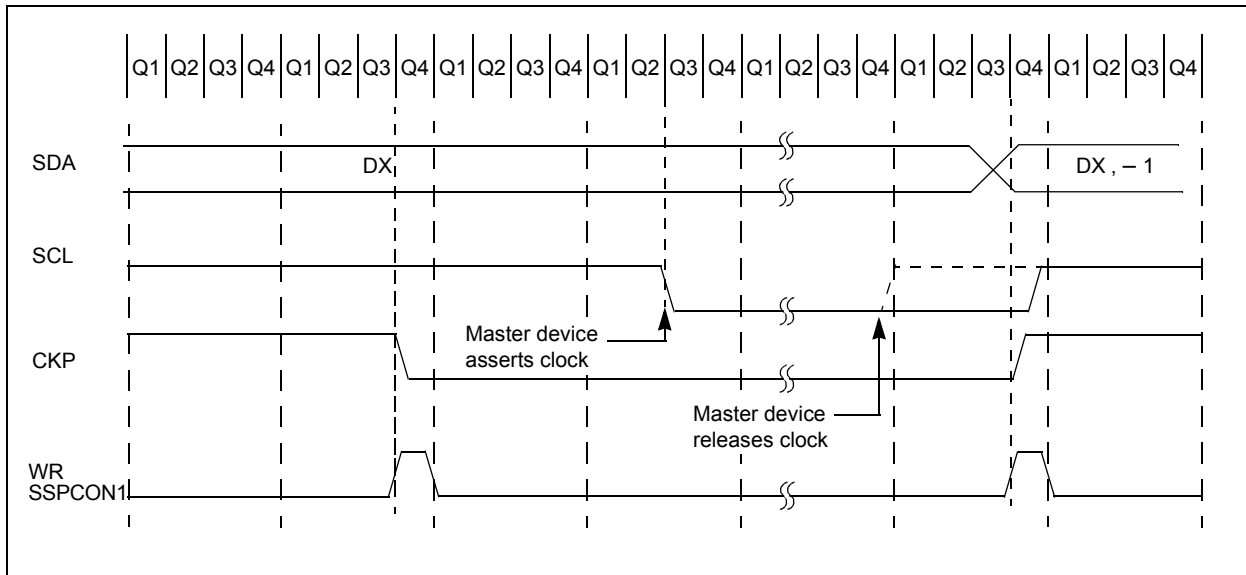 Q1 Q2 Q3 Q4 Q1 Q2 Q3 Q4 Q1 Q2 Q3 Q4 Q1 Q2 Q3 Q4 Q1 Q2 Q3 Q4 Q1 Q2 Q3 Q4 Q1 Q2 Q3 Q4
SDA
DX
DX , – 1
SCL
Master device
asserts clock
CKP
Master device
releases clock
WR
SSPCON1